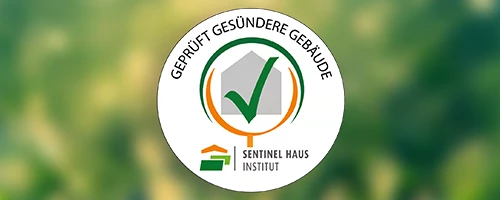 GEPRÜFT GESÜNDERE GEBÄUDE
SENTINEL HAUS
INSTITUT